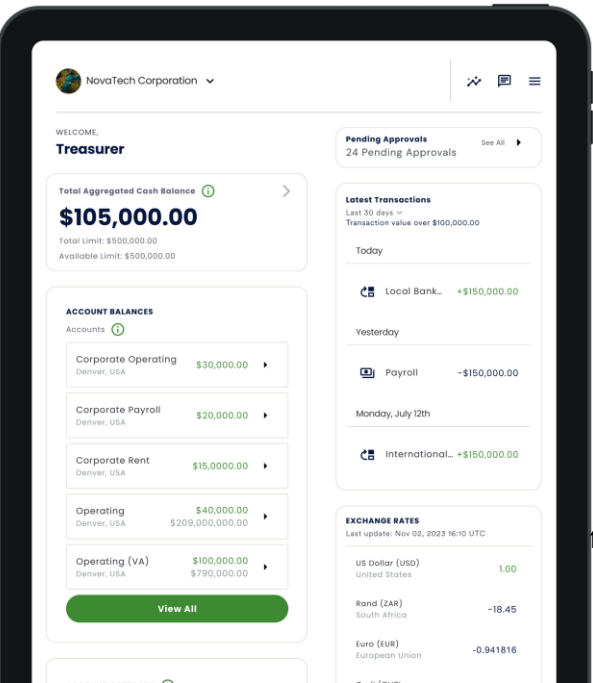 NovaTech Corporation
WELCOME,
Treasurer
Total Aggregated Cash Balance
$105,000.00
Total Limit: $500,000.00
Available Limit: $500,000.00
ACCOUNT BALANCES
Accounts
Corporate Operating
Denver, USA
$30,000.00
Corporate Payroll
Denver, USA
$20,000.00
Corporate Rent
Denver, USA
$15,0000.00
Operating
Denver, USA
$40,000.00
$209,000,000.00
Operating (VA)
Denver, USA
$100,000.00
$790,000.00
View All
Pending Approvals
24 Pending Approvals
See All
Latest Transactions
Last 30 days
Transaction value over $100,000.00
Today
Local Bank... +$150,000.00
Yesterday
Payroll -$150,000.00
Monday, July 12th
International... +$150,000.00
EXCHANGE RATES
Last update: Nov 02, 2023 16:10 UTC
US Dollar (USD)
United States
1.00
Rand (ZAR)
South Africa
-18.45
Euro (EUR)
European Union
-0.941816